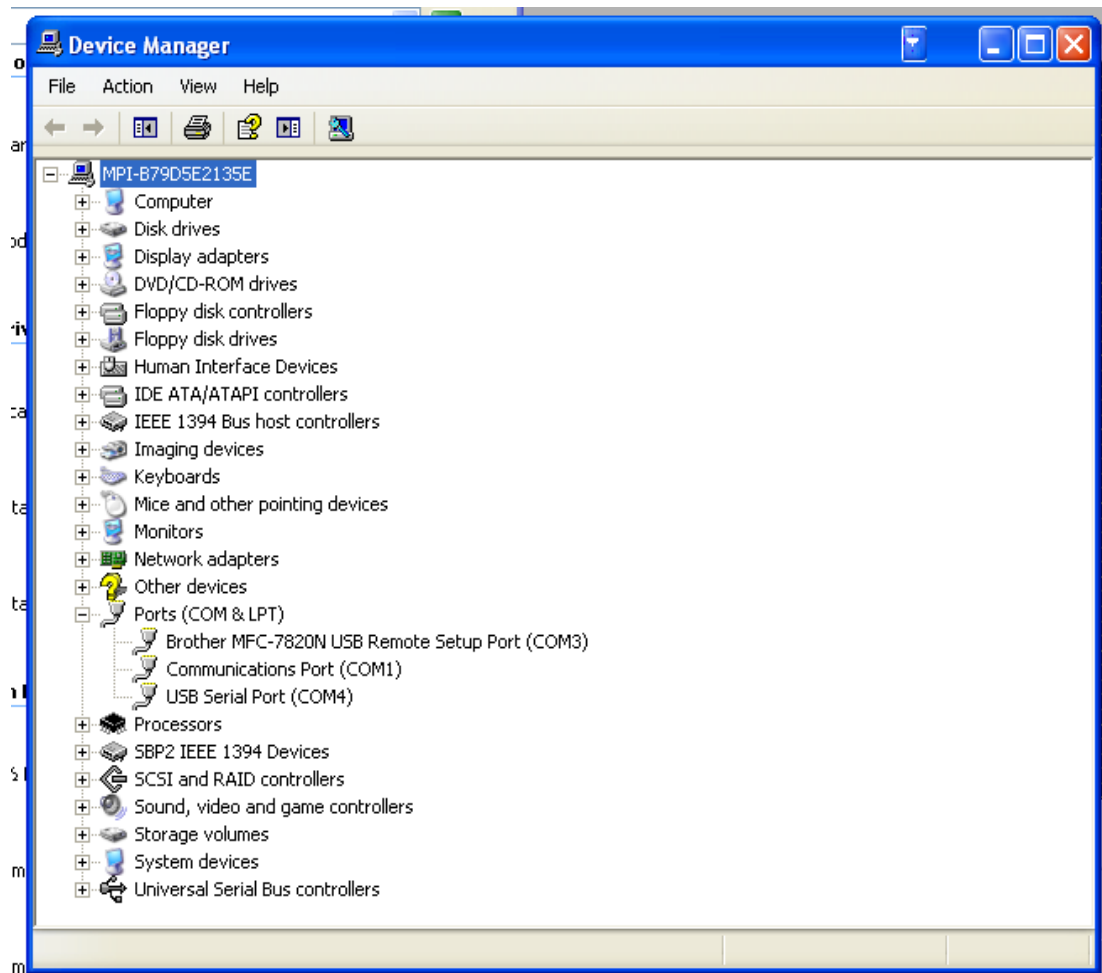 Device Manager
File Action View Help
MPI-B79D5E2135E
Computer
Disk drives
Display adapters
DVD/CD-ROM drives
Floppy disk controllers
Floppy disk drives
Human Interface Devices
IDE ATA/ATAPI controllers
IEEE 1394 Bus host controllers
Imaging devices
Keyboards
Mice and other pointing devices
Monitors
Network adapters
Other devices
Ports (COM & LPT)
Brother MFC-7820N USB Remote Setup Port (COM3)
Communications Port (COM1)
USB Serial Port (COM4)
Processors
SBP2 IEEE 1394 Devices
SCSI and RAID controllers
Sound, video and game controllers
Storage volumes
System devices
Universal Serial Bus controllers